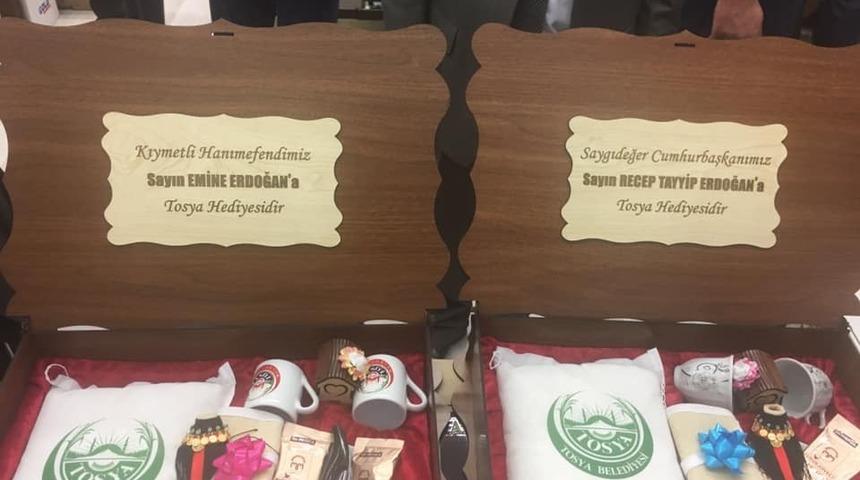 Kıymetli Hanımefendimiz
Sayın EMİNE ERDOĞAN'a
Tosya Hediyesidir
Saygıdeğer Cumhurbaşkanımız
Sayın RECEP TAYYİP ERDOĞAN'a
Tosya Hediyesidir
TOSYA
TOSYA
TOSYA BELEDİYESİ